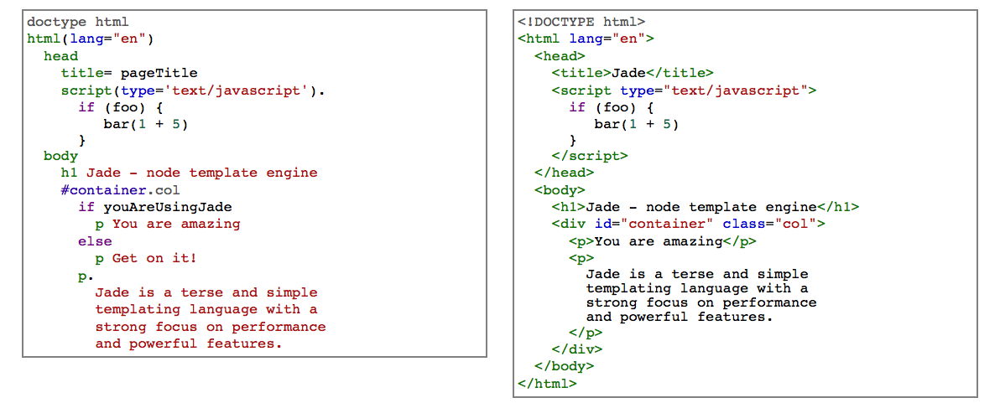 doctype html
html(lang="en")
  head
    title= pageTitle
    script(type='text/javascript').
      if (foo) {
         bar(1 + 5)
      }
  body
    h1 Jade - node template engine
    #container.col
      if youAreUsingJade
        p You are amazing
      else
        p Get on it!
      p.
        Jade is a terse and simple
        templating language with a
        strong focus on performance
        and powerful features.
<!DOCTYPE html>
<html lang="en">
  <head>
    <title>Jade</title>
    <script type="text/javascript">
      if (foo) {
         bar(1 + 5)
      }
    </script>
  </head>
  <body>
    <h1>Jade - node template engine</h1>
    <div id="container" class="col">
      <p>You are amazing</p>
      <p>
        Jade is a terse and simple
        templating language with a
        strong focus on performance
        and powerful features.
      </p>
    </div>
  </body>
</html>